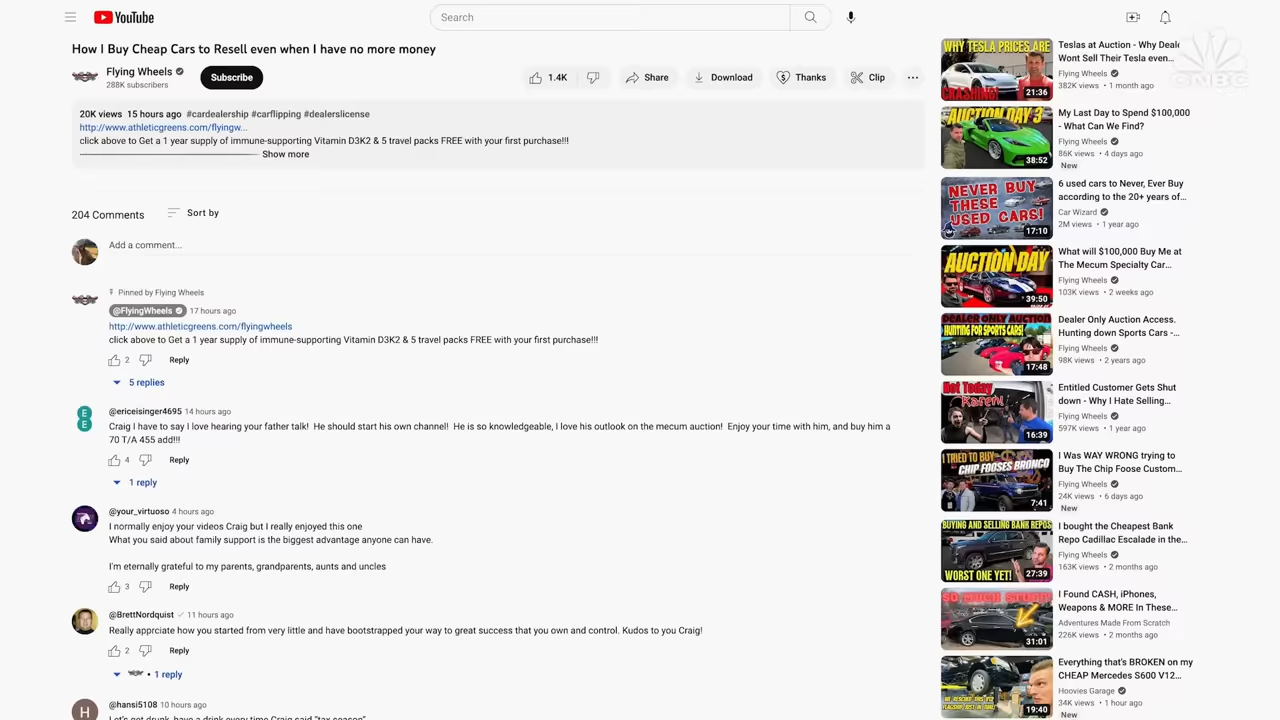 YouTube
Search
How I Buy Cheap Cars to Resell even when I have no more money
Flying Wheels
288K subscribers
Subscribe
1.4K
Share
Download
Thanks
Clip
20K views 15 hours ago #cardealership #carflipping #dealerslicense
http://www.athleticgreens.com/flyingw...
click above to Get a 1 year supply of immune-supporting Vitamin D3K2 & 5 travel packs FREE with your first purchase!!!
Show more
204 Comments
Sort by
Add a comment...
Pinned by Flying Wheels
@FlyingWheels 17 hours ago
http://www.athleticgreens.com/flyingwheels
click above to Get a 1 year supply of immune-supporting Vitamin D3K2 & 5 travel packs FREE with your first purchase!!!
2 Reply
5 replies
E
E
@ericeisinger4695 14 hours ago
Craig I have to say I love hearing your father talk! He should start his own channel! He is so knowledgeable, I love his outlook on the mecum auction! Enjoy your time with him, and buy him a
70 T/A 455 add!!!
4 Reply
1 reply
@your_virtuoso 4 hours ago
I normally enjoy your videos Craig but I really enjoyed this one
What you said about family support is the biggest advantage anyone can have.
I'm eternally grateful to my parents, grandparents, aunts and uncles
3 Reply
@BrettNordquist 11 hours ago
Really apprciate how you started from very little and have bootstrapped your way to great success that you own and control. Kudos to you Craig!
2 Reply
• 1 reply
H
@hansi5108 10 hours ago
Let's get drunk, have a drink every time Craig said "tax season"
WHY TESLA PRICES ARE
CRASHING!
21:36
Teslas at Auction - Why Deale
Wont Sell Their Tesla even...
Flying Wheels
382K views • 1 month ago
CNBC
AUCTION DAY 3
38:52
My Last Day to Spend $100,000
- What Can We Find?
Flying Wheels
86K views • 4 days ago
New
NEVER BUY
THESE
USED CARS!
17:10
6 used cars to Never, Ever Buy
according to the 20+ years of...
Car Wizard
2M views • 1 year ago
AUCTION DAY
39:50
What will $100,000 Buy Me at
The Mecum Specialty Car...
Flying Wheels
103K views • 2 weeks ago
DEALER ONLY AUCTION
HUNTING FOR SPORTS CARS!
17:48
Dealer Only Auction Access.
Hunting down Sports Cars -...
Flying Wheels
98K views • 2 years ago
Not Today
Karen!
16:39
Entitled Customer Gets Shut
down - Why I Hate Selling...
Flying Wheels
597K views • 1 year ago
I TRIED TO BUY
CHIP FOOSES BRONCO
7:41
I Was WAY WRONG trying to
Buy The Chip Foose Custom...
Flying Wheels
24K views • 6 days ago
New
BUYING AND SELLING BANK REPOS
WORST ONE YET!
27:39
I bought the Cheapest Bank
Repo Cadillac Escalade in the...
Flying Wheels
163K views • 2 months ago
SO MUCH STUFF!
31:01
I Found CASH, iPhones,
Weapons & MORE In These...
Adventures Made From Scratch
226K views • 2 months ago
19:40
Everything that's BROKEN on my
CHEAP Mercedes S600 V12...
Hoovies Garage
34K views • 1 hour ago
New